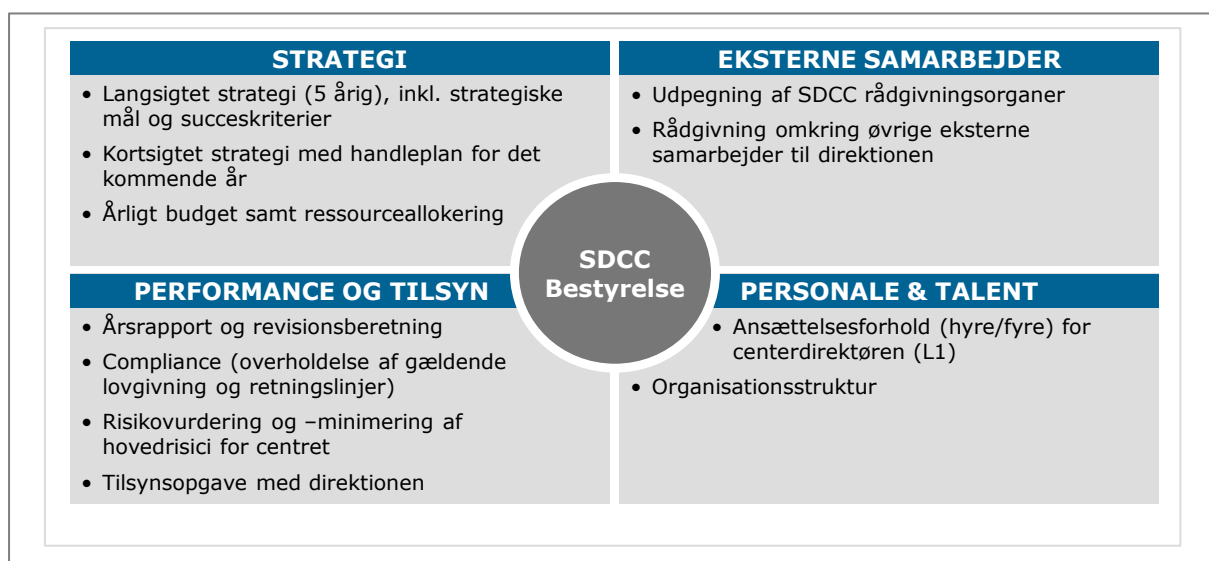 STRATEGI
• Langsigtet strategi (5 årig), inkl. strategiske
mål og succeskriterier
• Kortsigtet strategi med handleplan for det
kommende år
• Årligt budget samt ressourceallokering
EKSTERNE SAMARBEJDER
• Udpegning af SDCC rådgivningsorganer
• Rådgivning omkring øvrige eksterne
samarbejder til direktionen
SDCC
Bestyrelse
PERFORMANCE OG TILSYN
• Årsrapport og revisionsberetning
• Compliance (overholdelse af gældende
lovgivning og retningslinjer)
• Risikovurdering og –minimering af
hovedrisici for centret
• Tilsynsopgave med direktionen
PERSONALE & TALENT
• Ansættelsesforhold (hyre/fyre) for
centerdirektøren (L1)
• Organisationsstruktur